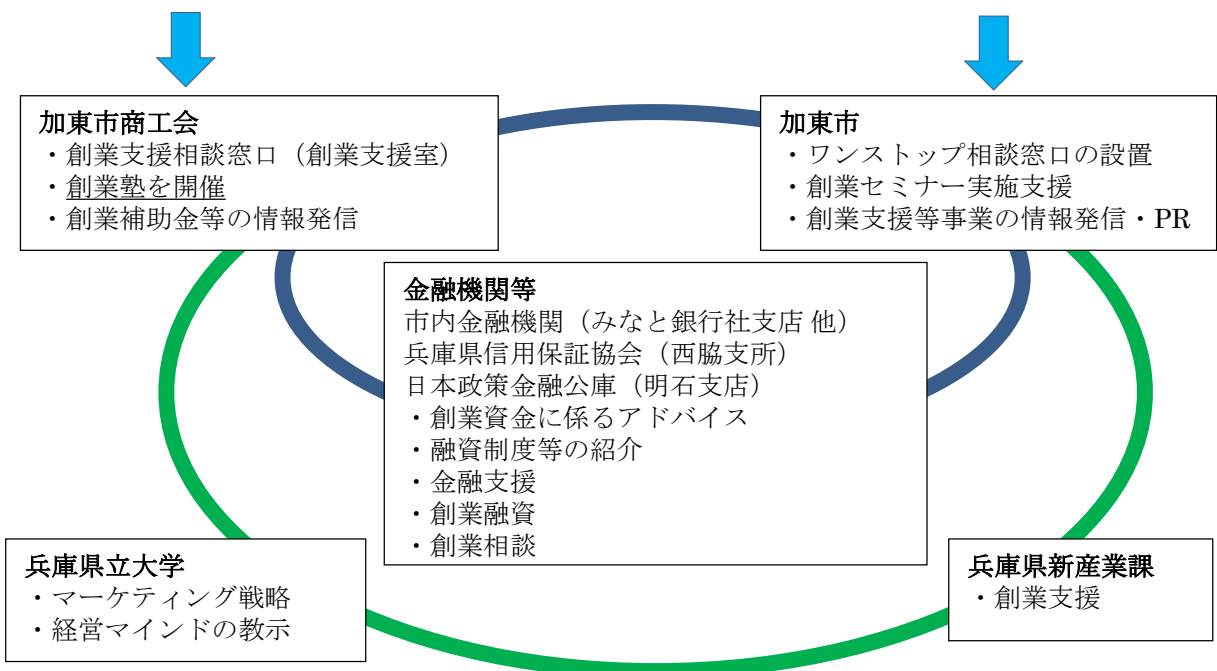 加東市商工会
・創業支援相談窓口（創業支援室）
・創業塾を開催
・創業補助金等の情報発信
加東市
・ワンストップ相談窓口の設置
・創業セミナー実施支援
・創業支援等事業の情報発信・PR
金融機関等
市内金融機関（みなと銀行社支店 他）
兵庫県信用保証協会（西脇支所）
日本政策金融公庫（明石支店）
・創業資金に係るアドバイス
・融資制度等の紹介
・金融支援
・創業融資
・創業相談
兵庫県立大学
・マーケティング戦略
・経営マインドの教示
兵庫県新産業課
・創業支援